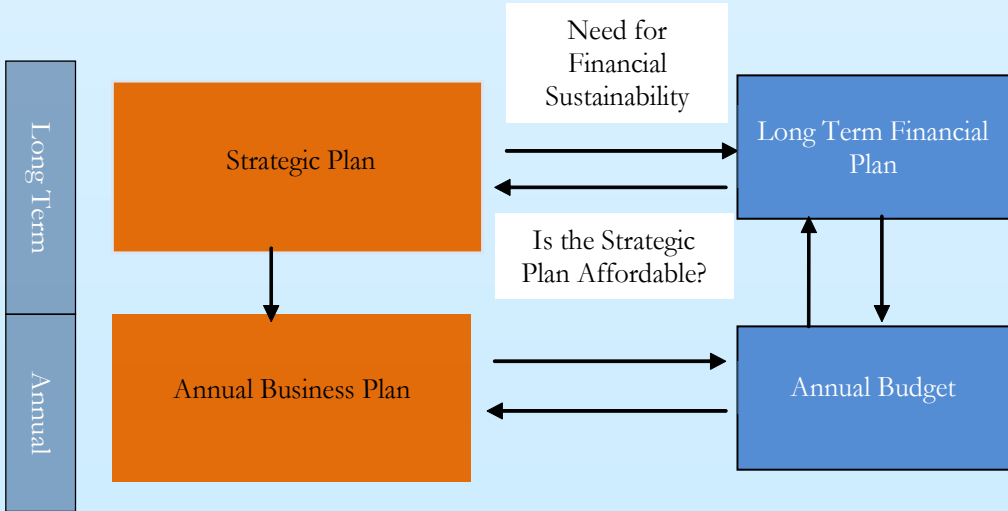 Need for
Financial
Sustainability
Long Term
Strategic Plan
Long Term Financial
Plan
Is the Strategic
Plan Affordable?
Annual
Annual Business Plan
Annual Budget